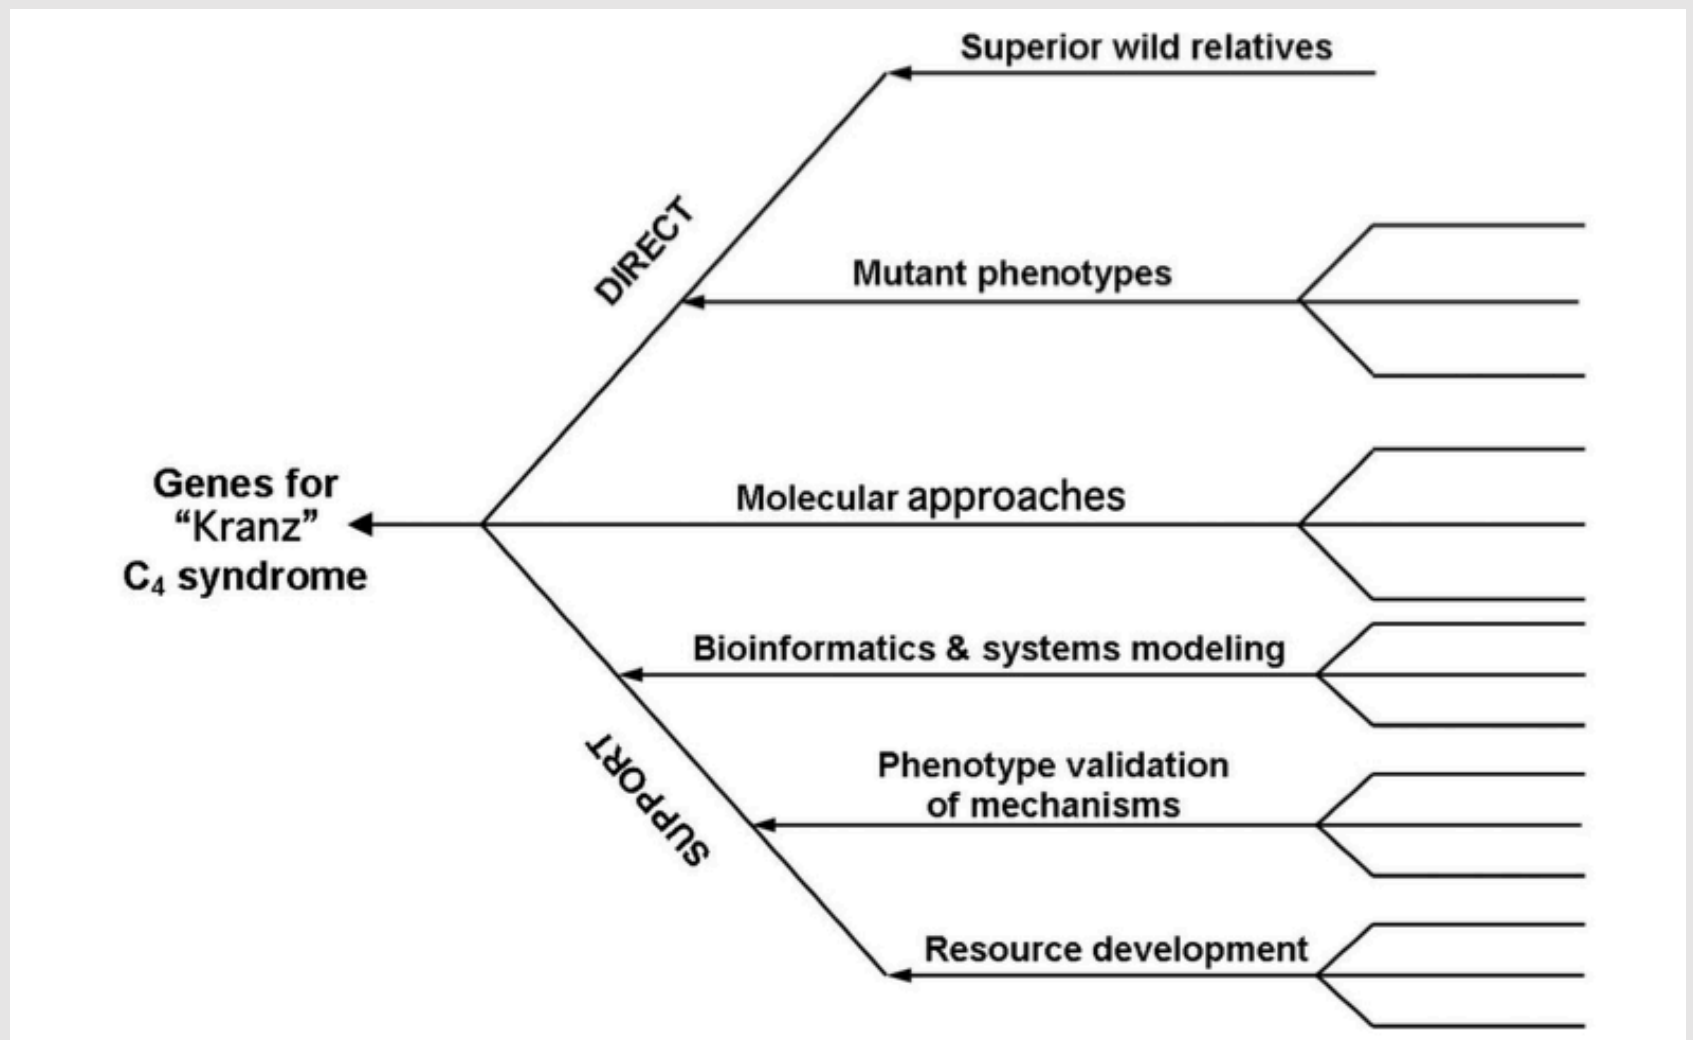 Superior wild relatives
DIRECT
Mutant phenotypes
Genes for
“Kranz”
C₄ syndrome
Molecular approaches
Bioinformatics & systems modeling
SUPPORT
Phenotype validation
of mechanisms
Resource development